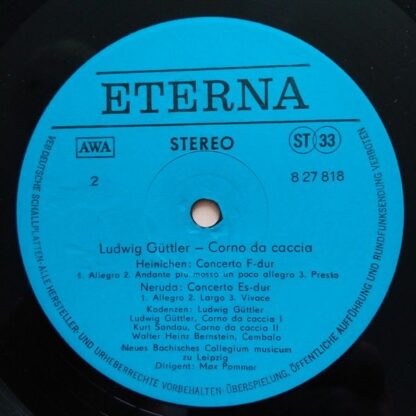 ETERNA
AWA
STEREO
ST 33
2
8 27 818
Ludwig Güttler – Corno da caccia
Heinichen: Concerto F-dur
1. Allegro 2. Andante piu mosso un poco allegro 3. Presto
Neruda: Concerto Es-dur
1. Allegro 2. Largo 3. Vivace
Kadenzen: Ludwig Güttler
Ludwig Güttler, Corno da caccia I
Kurt Sandau, Corno da caccia II
Walter Heinz Bernstein, Cembalo
Neues Bachisches Collegium musicum
zu Leipzig
Dirigent: Max Pommer
VEB DEUTSCHE SCHALLPLATTEN · ALLE HERSTELLER- UND URHEBERRECHTE VORBEHALTEN: ÜBERSPIELUNG, ÖFFENTLICHE AUFFÜHRUNG UND RUNDFUNKSENDUNG VERBOTEN